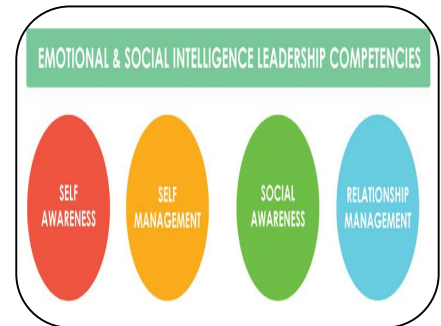 EMOTIONAL & SOCIAL INTELLIGENCE LEADERSHIP COMPETENCIES
SELF
AWARENESS
SELF
MANAGEMENT
SOCIAL
AWARENESS
RELATIONSHIP
MANAGEMENT